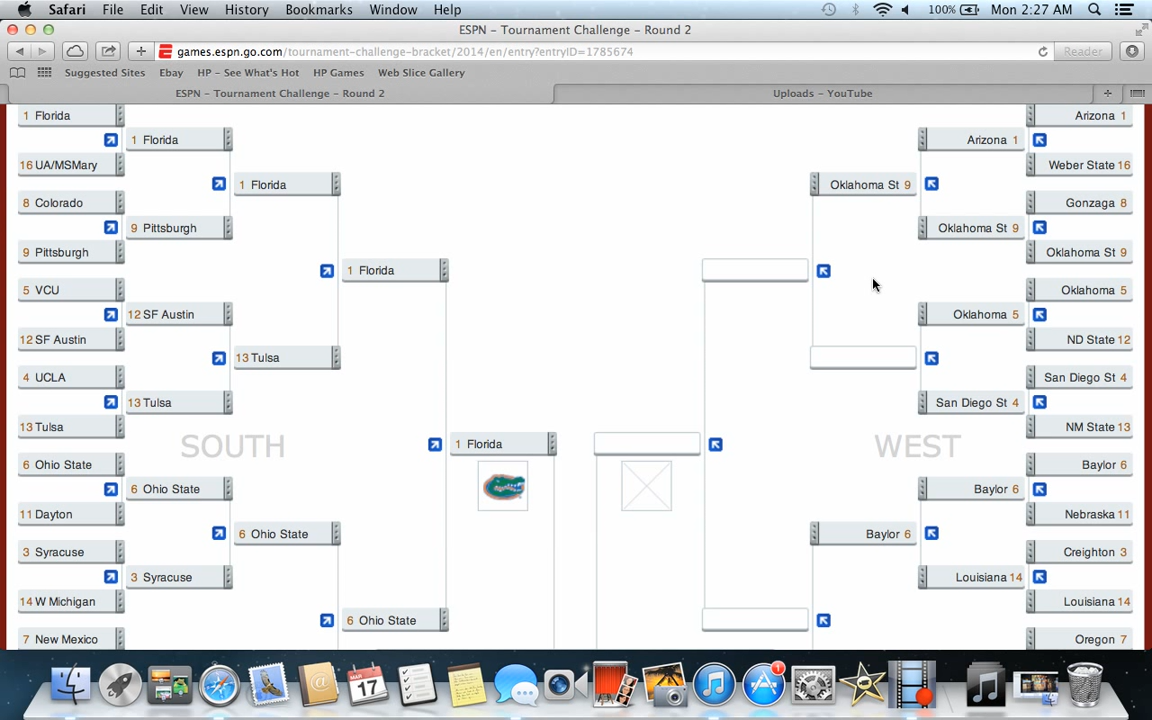 Safari File Edit View History Bookmarks Window Help 100% Mon 2:27 AM
ESPN – Tournament Challenge – Round 2
games.espn.go.com/tournament-challenge-bracket/2014/en/entry?entryID=1785674 Reader
Suggested Sites Ebay HP – See What's Hot HP Games Web Slice Gallery
ESPN – Tournament Challenge – Round 2 Uploads – YouTube
1 Florida Arizona 1
1 Florida Arizona 1
16 UA/MSMary Weber State 16
1 Florida Oklahoma St 9
8 Colorado Gonzaga 8
9 Pittsburgh Oklahoma St 9
9 Pittsburgh Oklahoma St 9
1 Florida
5 VCU Oklahoma 5
12 SF Austin Oklahoma 5
12 SF Austin ND State 12
13 Tulsa
4 UCLA San Diego St 4
13 Tulsa San Diego St 4
13 Tulsa NM State 13
SOUTH 1 Florida WEST
6 Ohio State Baylor 6
6 Ohio State Baylor 6
11 Dayton Nebraska 11
6 Ohio State Baylor 6
3 Syracuse Creighton 3
3 Syracuse Louisiana 14
14 W Michigan Louisiana 14
6 Ohio State
7 New Mexico Oregon 7
MAR
17
1